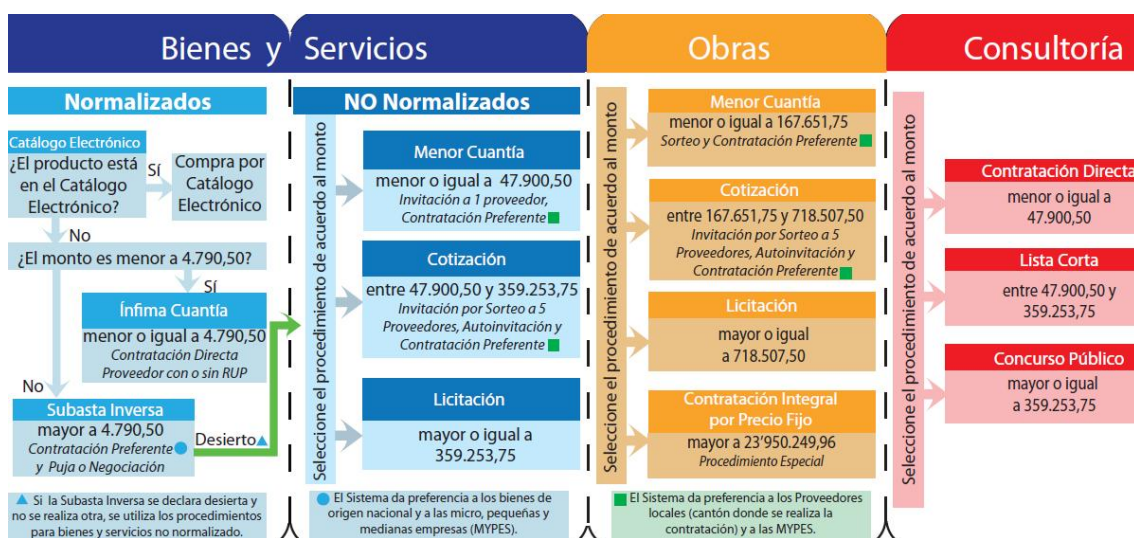 Bienes y Servicios
Normalizados
Catálogo Electrónico
¿El producto está
en el Catálogo
Electrónico?
Sí
Compra por
Catálogo
Electrónico
No
¿El monto es menor a 4.790,50?
Sí
Ínfima Cuantía
menor o igual a 4.790,50
Contratación Directa
Proveedor con o sin RUP
No
Subasta Inversa
mayor a 4.790,50
Contratación Preferente
y Puja o Negociación
Desierto
Si la Subasta Inversa se declara desierta y
no se realiza otra, se utiliza los procedimientos
para bienes y servicios no normalizado.
NO Normalizados
Seleccione el procedimiento de acuerdo al monto
Menor Cuantía
menor o igual a 47.900,50
Invitación a 1 proveedor,
Contratación Preferente
Cotización
entre 47.900,50 y 359.253,75
Invitación por Sorteo a 5
Proveedores, Autoinvitación y
Contratación Preferente
Licitación
mayor o igual a
359.253,75
El Sistema da preferencia a los bienes de
origen nacional y a las micro, pequeñas y
medianas empresas (MYPES).
Obras
Seleccione el procedimiento de acuerdo al monto
Menor Cuantía
menor o igual a 167.651,75
Sorteo y Contratación Preferente
Cotización
entre 167.651,75 y 718.507,50
Invitación por Sorteo a 5
Proveedores, Autoinvitación y
Contratación Preferente
Licitación
mayor o igual
a 718.507,50
Contratación Integral
por Precio Fijo
mayor a 23'950.249,96
Procedimiento Especial
El Sistema da preferencia a los Proveedores
locales (cantón donde se realiza la
contratación) y a las MYPES.
Consultoría
Seleccione el procedimiento de acuerdo al monto
Contratación Directa
menor o igual a
47.900,50
Lista Corta
entre 47.900,50 y
359.253,75
Concurso Público
mayor o igual
a 359.253,75